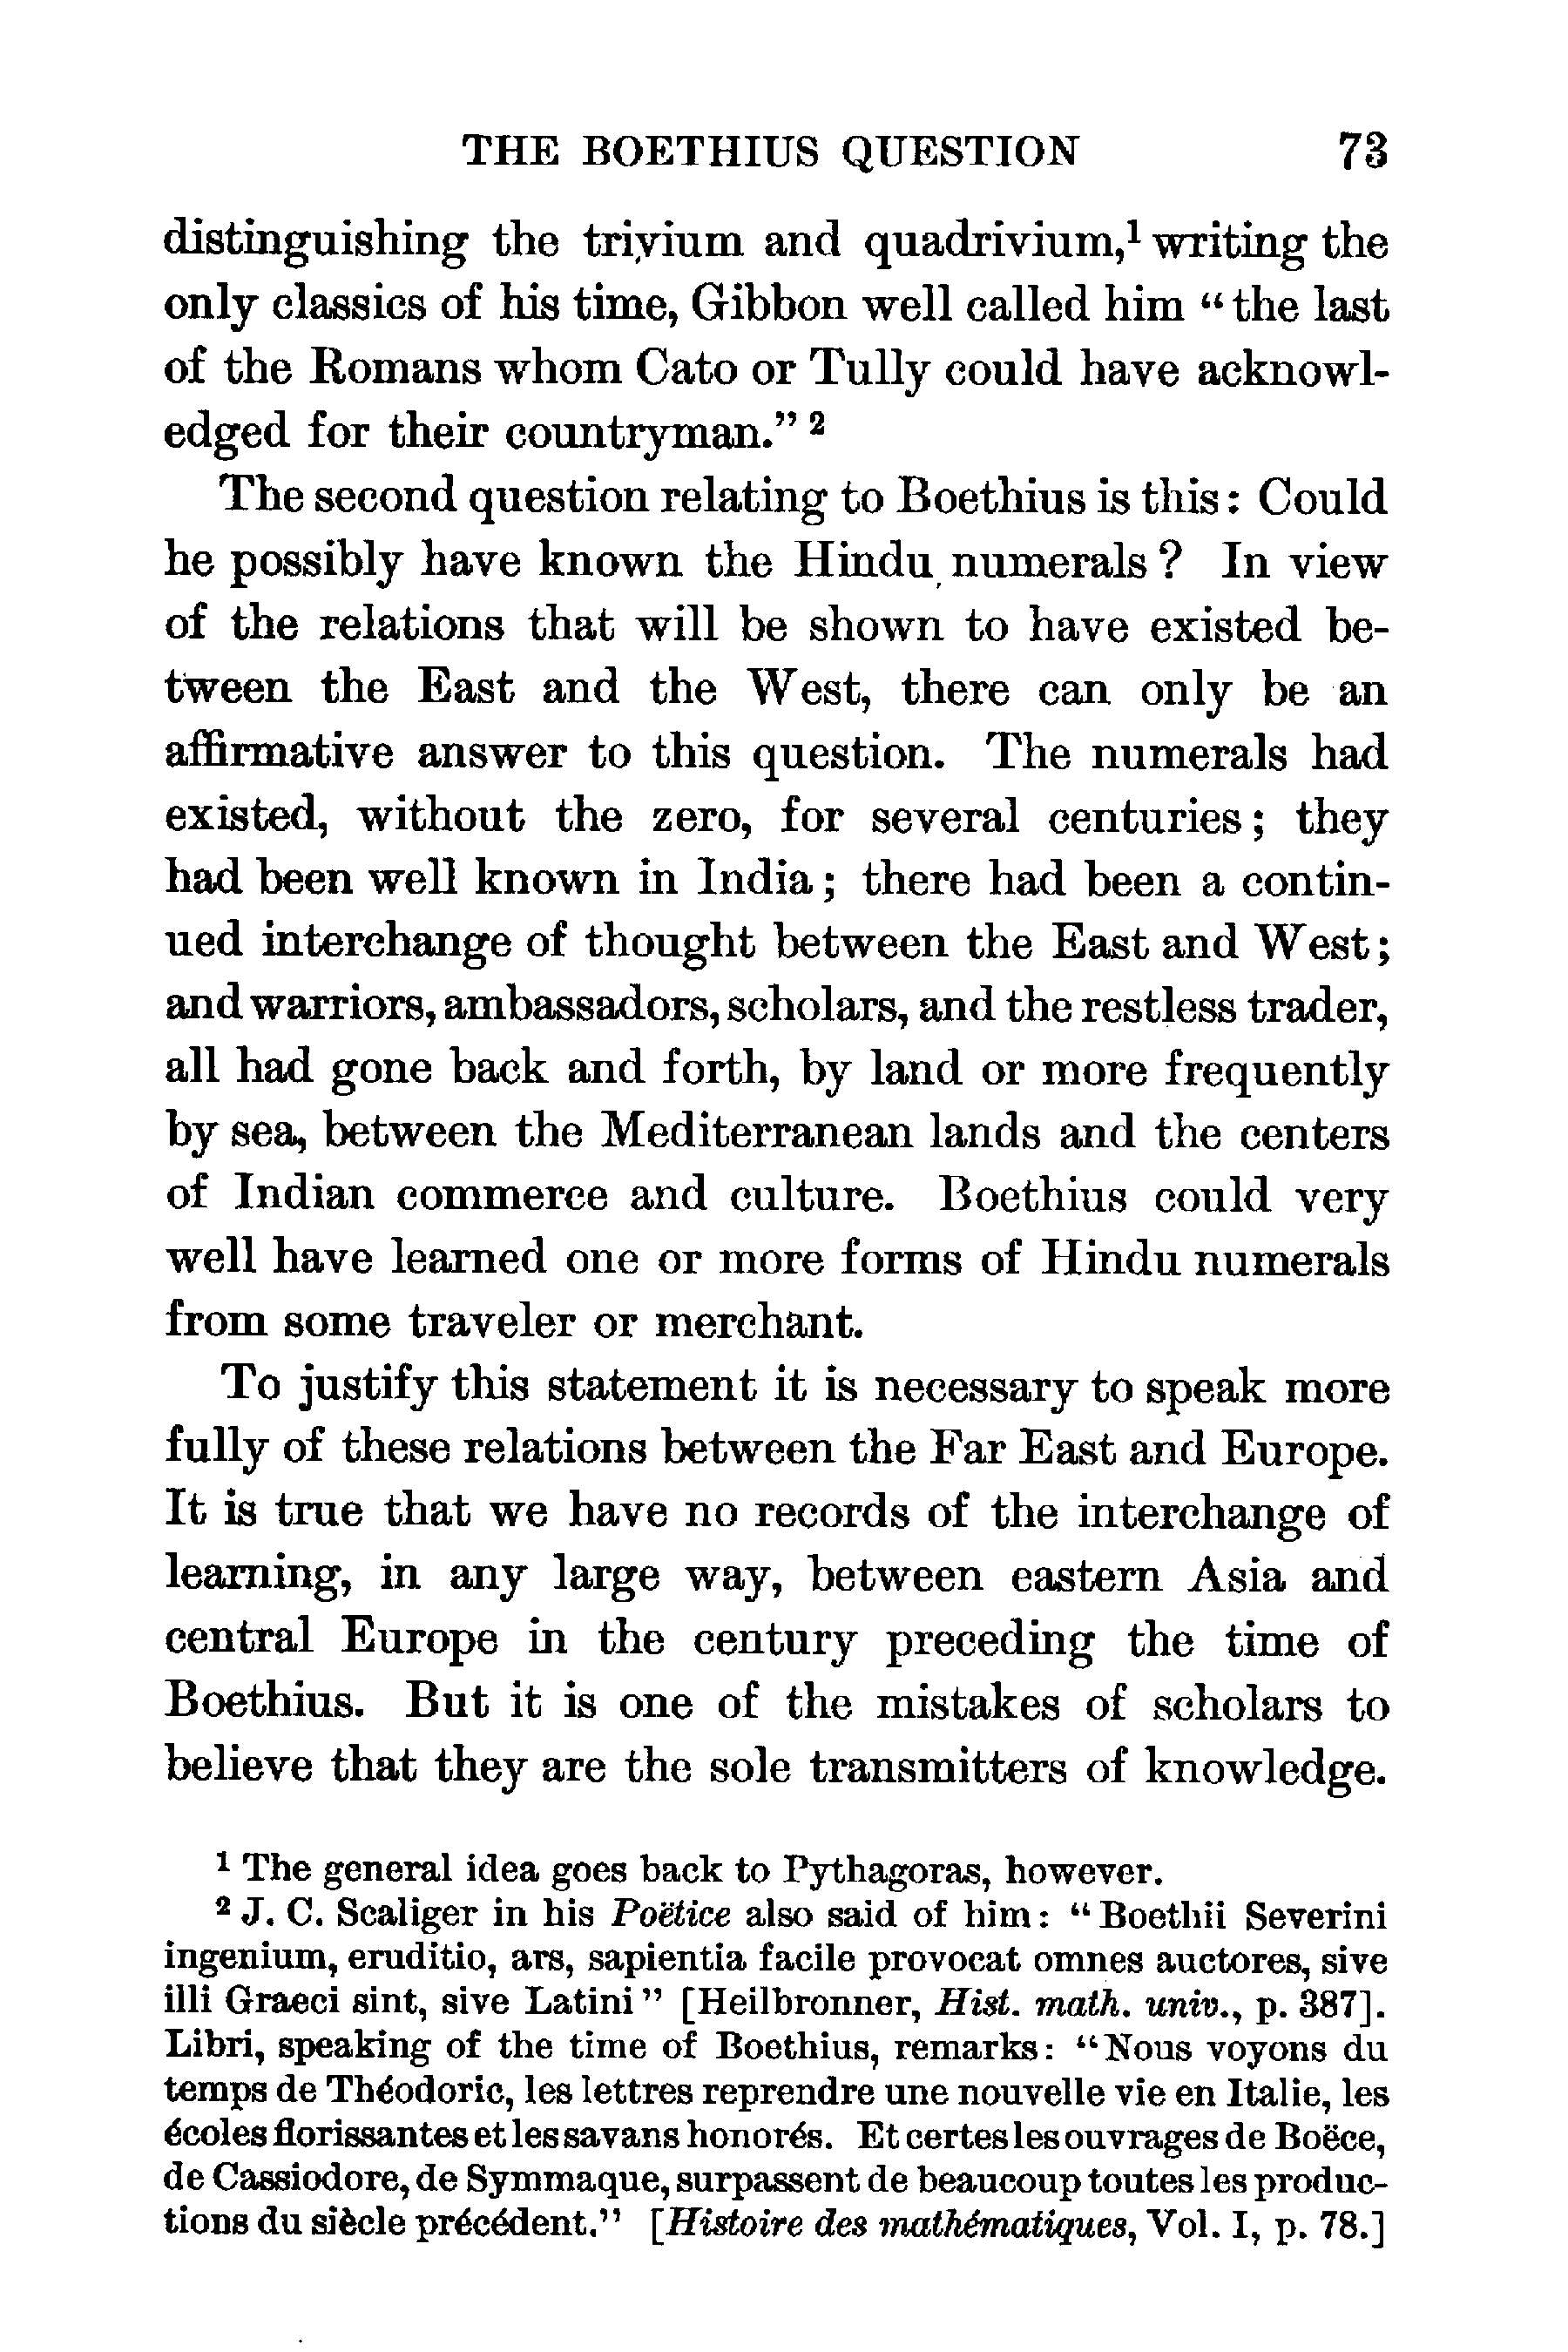 THE BOETHIUS QUESTION 73
distinguishing the trivium and quadrivium,¹ writing the
only classics of his time, Gibbon well called him “the last
of the Romans whom Cato or Tully could have acknowl-
edged for their countryman.” ²
The second question relating to Boethius is this: Could
he possibly have known the Hindu numerals? In view
of the relations that will be shown to have existed be-
tween the East and the West, there can only be an
affirmative answer to this question. The numerals had
existed, without the zero, for several centuries; they
had been well known in India; there had been a contin-
ued interchange of thought between the East and West;
and warriors, ambassadors, scholars, and the restless trader,
all had gone back and forth, by land or more frequently
by sea, between the Mediterranean lands and the centers
of Indian commerce and culture. Boethius could very
well have learned one or more forms of Hindu numerals
from some traveler or merchant.
To justify this statement it is necessary to speak more
fully of these relations between the Far East and Europe.
It is true that we have no records of the interchange of
learning, in any large way, between eastern Asia and
central Europe in the century preceding the time of
Boethius. But it is one of the mistakes of scholars to
believe that they are the sole transmitters of knowledge.
¹ The general idea goes back to Pythagoras, however.
² J. C. Scaliger in his Poëtice also said of him: “Boethii Severini
ingenium, eruditio, ars, sapientia facile provocat omnes auctores, sive
illi Graeci sint, sive Latini” [Heilbronner, Hist. math. univ., p. 387].
Libri, speaking of the time of Boethius, remarks: “Nous voyons du
temps de Théodoric, les lettres reprendre une nouvelle vie en Italie, les
écoles florissantes et les savans honorés. Et certes les ouvrages de Boëce,
de Cassiodore, de Symmaque, surpassent de beaucoup toutes les produc-
tions du siècle précédent.” [Histoire des mathématiques, Vol. I, p. 78.]